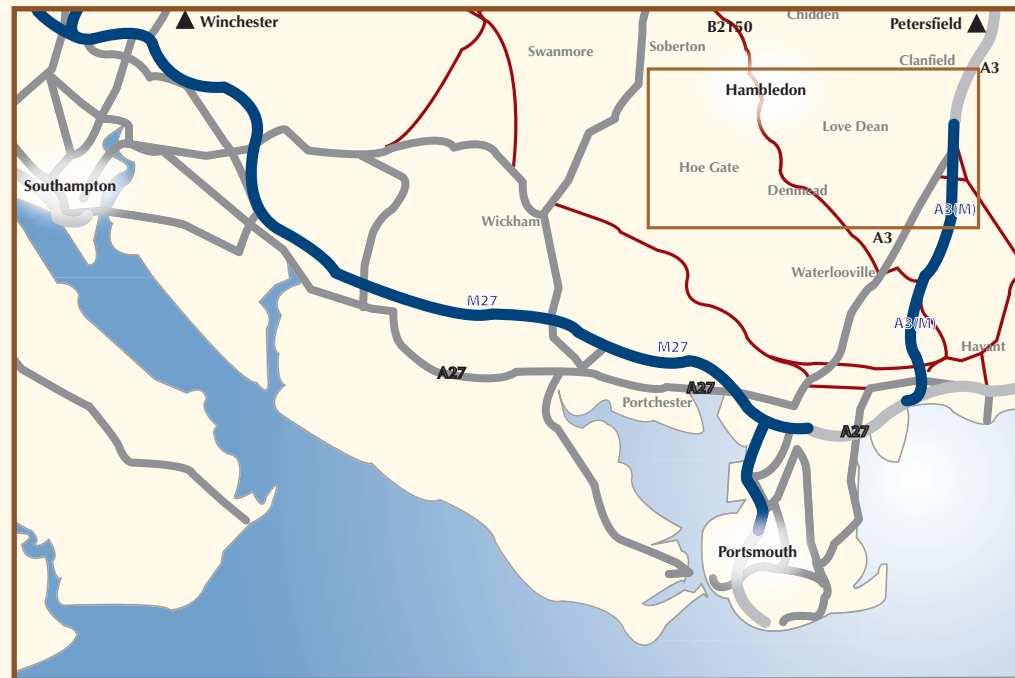 Chidden
Winchester
B2150
Petersfield
Swanmore
Soberton
Clanfield
A3
Hambledon
Love Dean
Hoe Gate
Southampton
Denmead
A3(M)
Wickham
A3
Waterlooville
M27
A3(M)
M27
Havant
A27
A27
Portchester
A27
Portsmouth